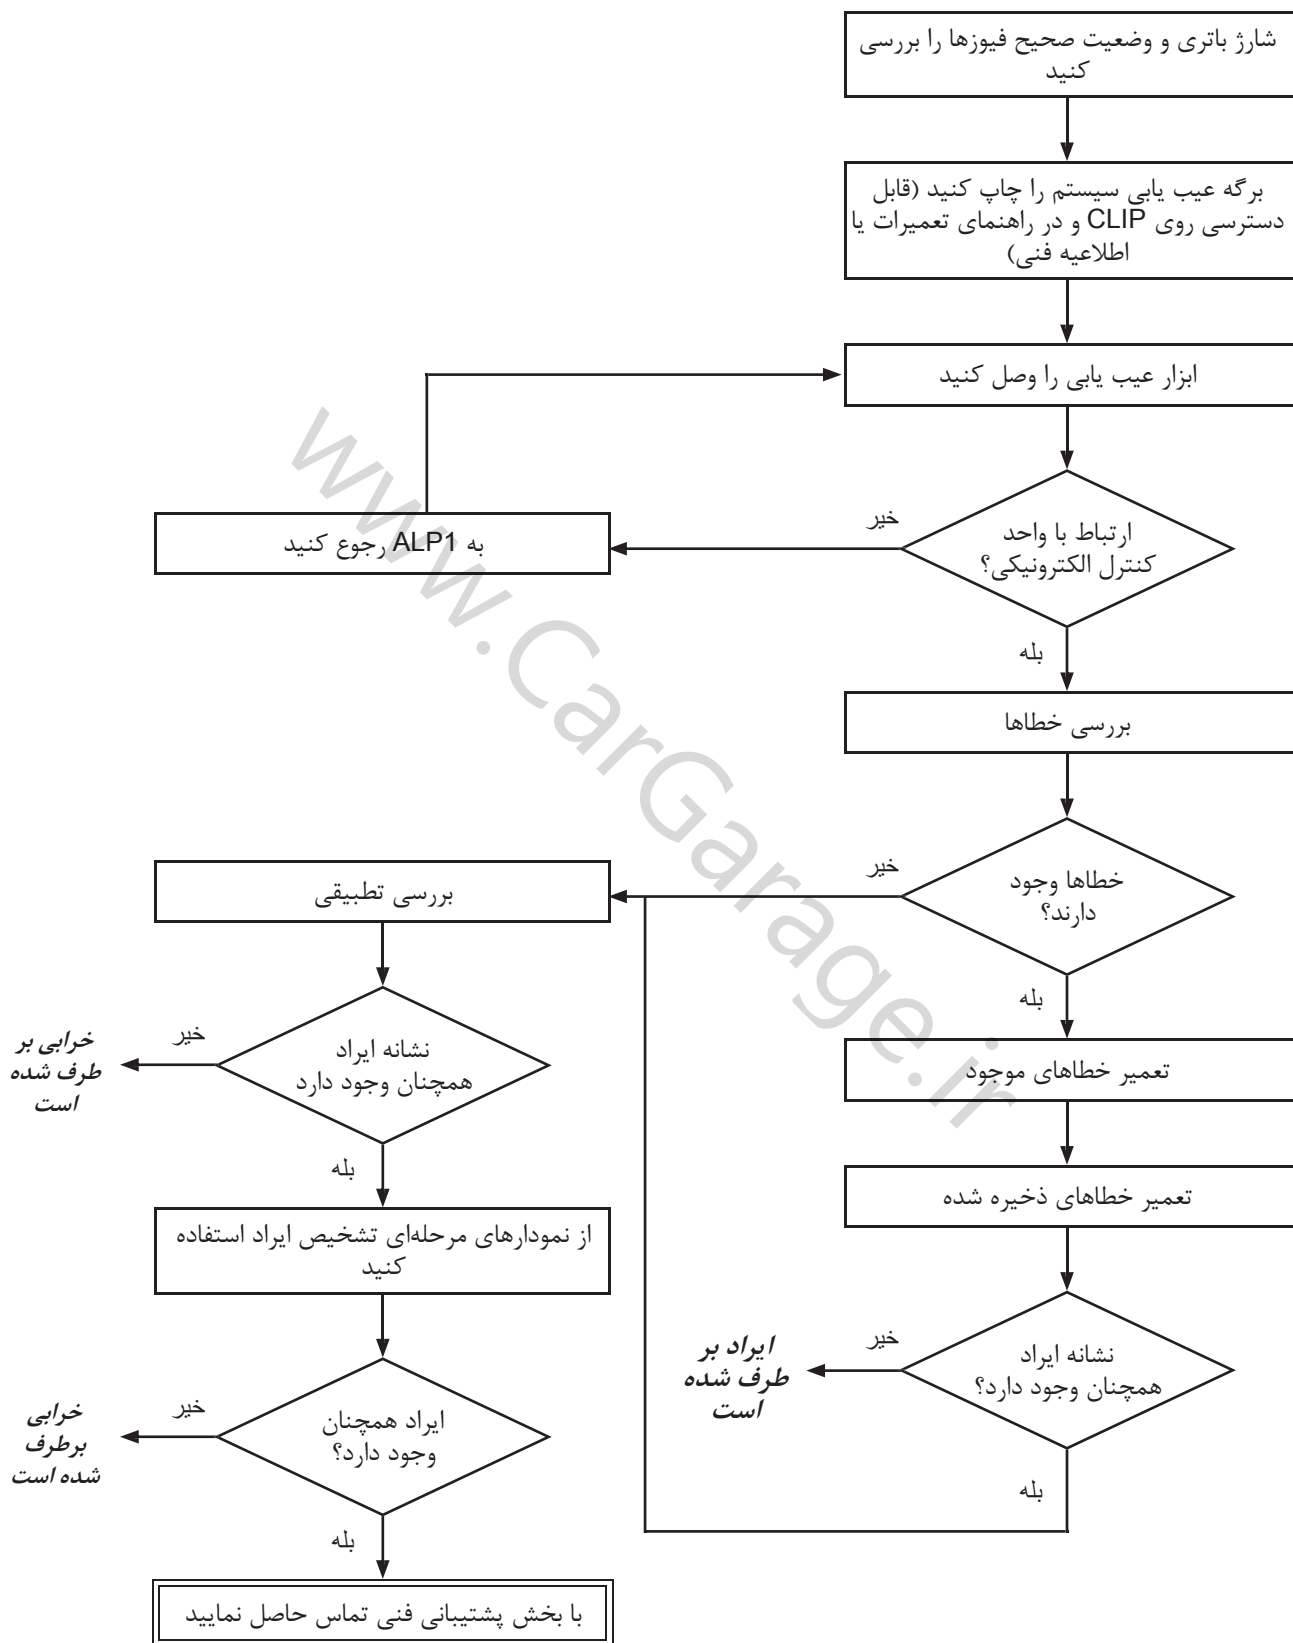 شارژ باتری و وضعیت صحیح فیوزها را بررسی
کنید
برگه عیب یابی سیستم را چاپ کنید (قابل
دسترسی روی CLIP و در راهنمای تعمیرات یا
اطلاعیه فنی)
ابزار عیب یابی را وصل کنید
ارتباط با واحد
کنترل الکترونیکی؟
خیر
به ALP1 رجوع کنید
بله
بررسی خطاها
خطاها وجود
دارند؟
خیر
بله
تعمیر خطاهای موجود
تعمیر خطاهای ذخیره شده
نشانه ایراد
همچنان وجود دارد؟
خیر
ایراد بر
طرف شده
است
بله
بررسی تطبیقی
نشانه ایراد
همچنان وجود دارد
خیر
خرابی بر
طرف شده
است
بله
از نمودارهای مرحله‌ای تشخیص ایراد استفاده
کنید
ایراد همچنان
وجود دارد؟
خیر
خرابی
برطرف
شده است
بله
با بخش پشتیبانی فنی تماس حاصل نمایید
www.CarGarage.ir